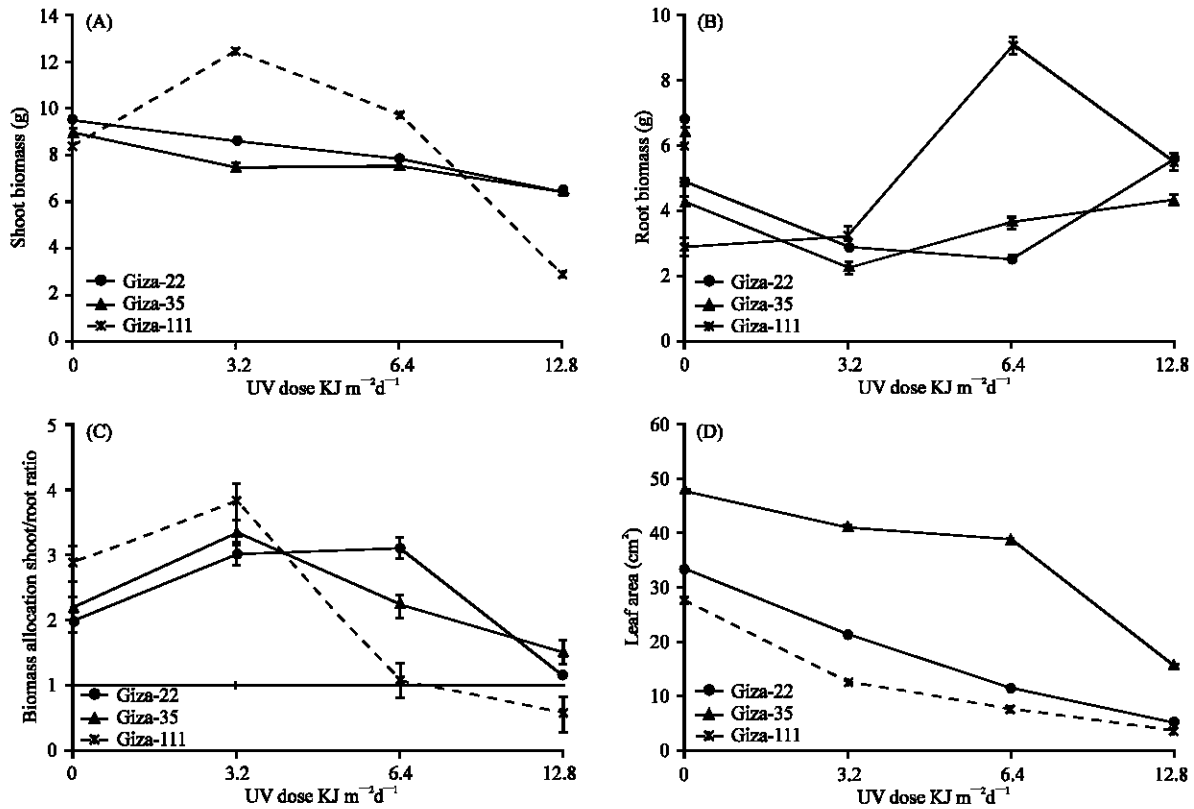 (A)
Shoot biomass (g)
14
12
10
8
6
4
2
0
Giza-22
Giza-35
Giza-111
0 3.2 6.4 12.8
UV dose KJ m⁻²d⁻¹
(B)
Root biomass (g)
10
8
6
4
2
0
Giza-22
Giza-35
Giza-111
0 3.2 6.4 12.8
UV dose KJ m⁻²d⁻¹
(C)
Biomass allocation shoot/root ratio
5
4
3
2
1
0
Giza-22
Giza-35
Giza-111
0 3.2 6.4 12.8
UV dose KJ m⁻²d⁻¹
(D)
Leaf area (cm²)
60
50
40
30
20
10
0
Giza-22
Giza-35
Giza-111
0 3.2 6.4 12.8
UV dose KJ m⁻²d⁻¹